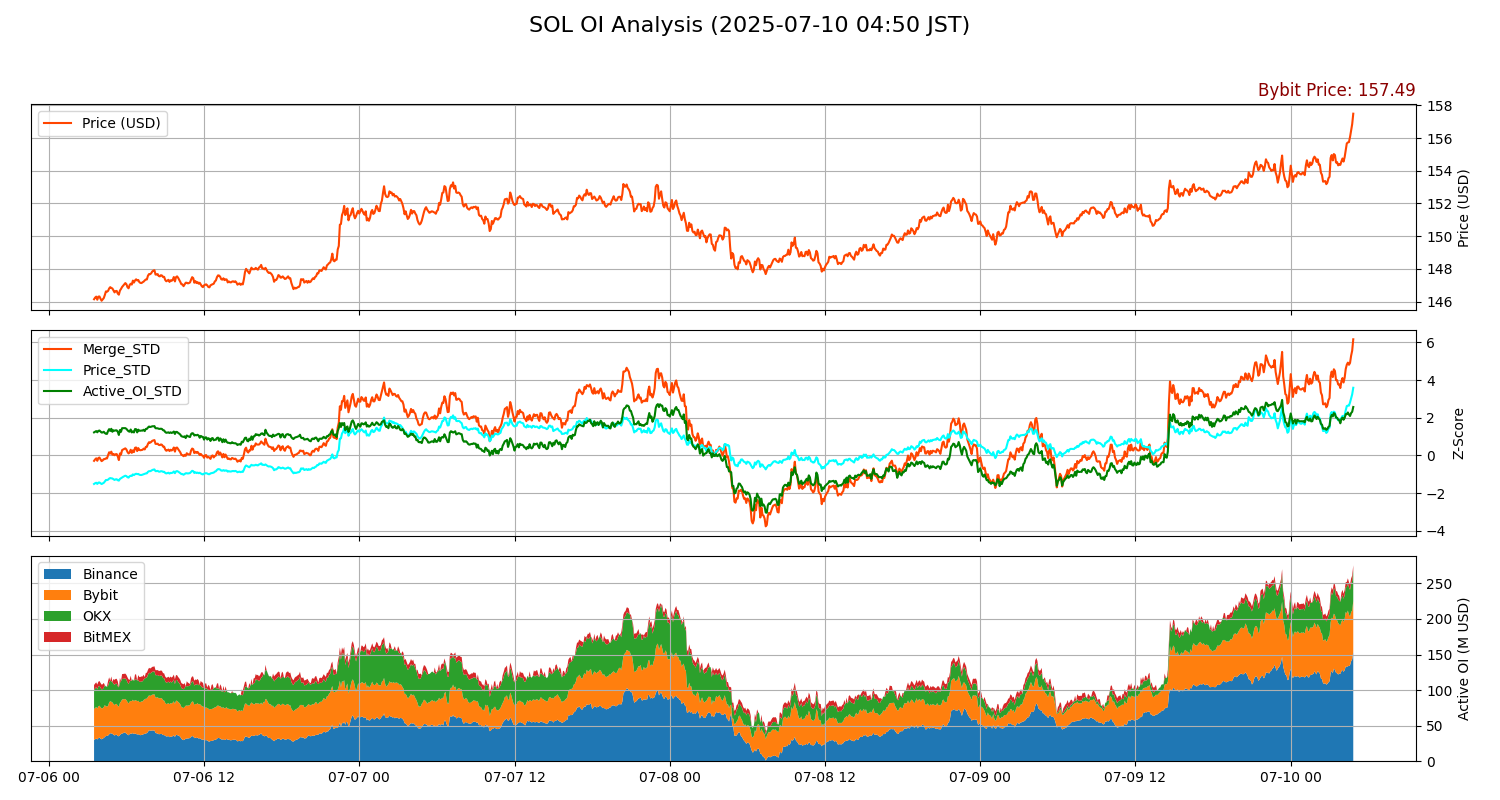 SOL OI Analysis (2025-07-10 04:50 JST)
Bybit Price: 157.49
Price (USD)
158
156
154
152
150
148
146
Price (USD)
Merge_STD
Price_STD
Active_OI_STD
6
4
2
0
−2
−4
Z-Score
Binance
Bybit
OKX
BitMEX
250
200
150
100
50
0
Active OI (M USD)
07-06 00 07-06 12 07-07 00 07-07 12 07-08 00 07-08 12 07-09 00 07-09 12 07-10 00